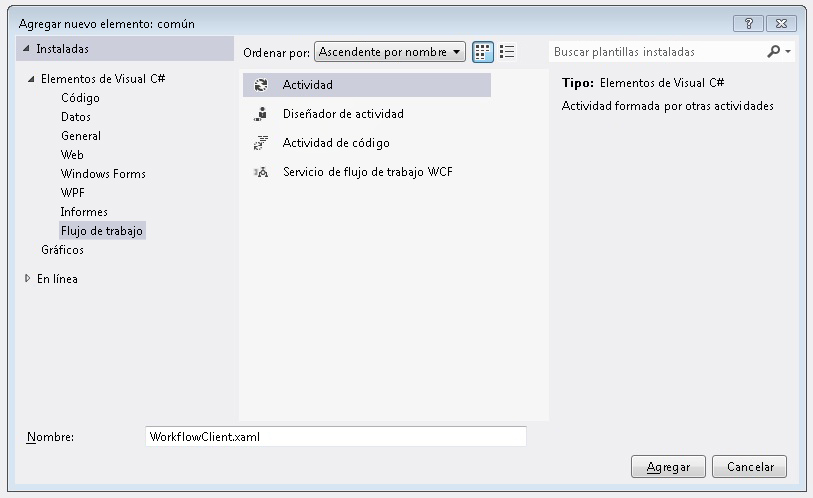 Agregar nuevo elemento: común
?
Instaladas
Ordenar por: Ascendente por nombre
Buscar plantillas instaladas
Elementos de Visual C#
Código
Datos
General
Web
Windows Forms
WPF
Informes
Flujo de trabajo
Gráficos
En línea
Actividad
Diseñador de actividad
Actividad de código
Servicio de flujo de trabajo WCF
Tipo: Elementos de Visual C#
Actividad formada por otras actividades
Nombre: WorkflowClient.xaml
Agregar Cancelar